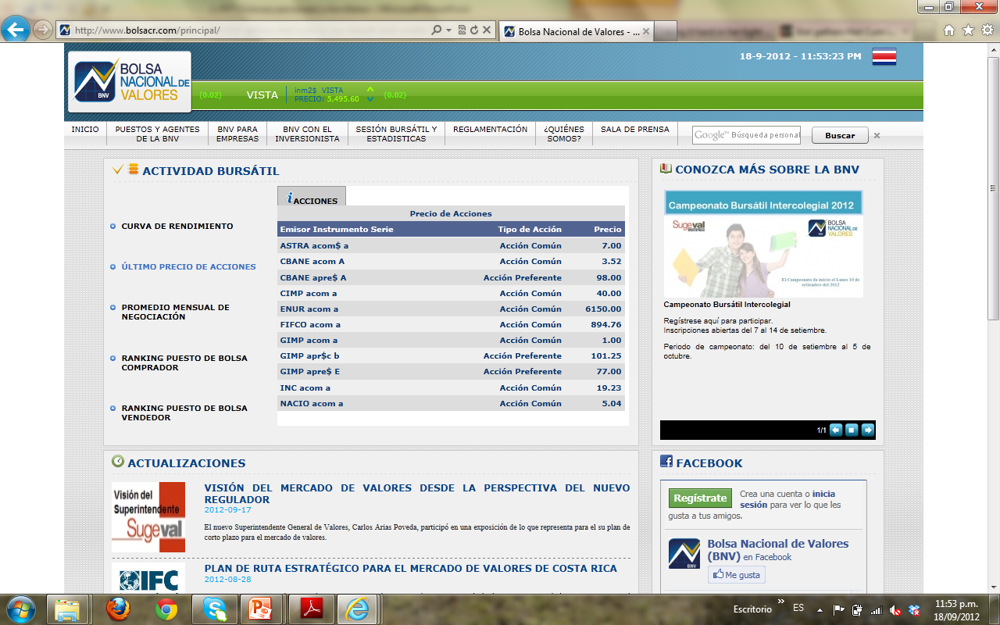 http://www.bolsacr.com/principal/
Bolsa Nacional de Valores - ...
BOLSA
NACIONAL DE
VALORES
BNV
18-9-2012 - 11:53:23 PM
(0.02)
VISTA
inm2$ VISTA
PRECIO: 5,495.60
(0.02)
INICIO
PUESTOS Y AGENTES
DE LA BNV
BNV PARA
EMPRESAS
BNV CON EL
INVERSIONISTA
SESIÓN BURSÁTIL Y
ESTADISTICAS
REGLAMENTACIÓN
¿QUIÉNES
SOMOS?
SALA DE PRENSA
Google™ Búsqueda personal
Buscar
ACTIVIDAD BURSÁTIL
CURVA DE RENDIMIENTO
ÚLTIMO PRECIO DE ACCIONES
PROMEDIO MENSUAL DE
NEGOCIACIÓN
RANKING PUESTO DE BOLSA
COMPRADOR
RANKING PUESTO DE BOLSA
VENDEDOR
ACCIONES
Precio de Acciones
Emisor Instrumento Serie Tipo de Acción Precio
ASTRA acom$ a Acción Común 7.00
CBANE acom A Acción Común 3.52
CBANE apre$ A Acción Preferente 98.00
CIMP acom a Acción Común 40.00
ENUR acom a Acción Común 6150.00
FIFCO acom a Acción Común 894.76
GIMP acom a Acción Común 1.00
GIMP apr$c b Acción Preferente 101.25
GIMP apre$ E Acción Preferente 77.00
INC acom a Acción Común 19.23
NACIO acom a Acción Común 5.04
CONOZCA MÁS SOBRE LA BNV
Campeonato Bursátil Intercolegial 2012
Sugeval
BOLSA
NACIONAL DE
VALORES
El Campeonato da inicio el Lunes 10 de
setiembre del 2012
Campeonato Bursátil Intercolegial
Regístrese aquí para participar.
Inscripciones abiertas del 7 al 14 de setiembre.
Periodo de campeonato: del 10 de setiembre al 5 de
octubre.
1/1
ACTUALIZACIONES
Visión del
Superintendente
Sugeval
VISIÓN DEL MERCADO DE VALORES DESDE LA PERSPECTIVA DEL NUEVO
REGULADOR
2012-09-17
El nuevo Superintendente General de Valores, Carlos Arias Poveda, participó en una exposición de lo que representa para el su plan de
corto plazo para el mercado de valores.
IFC
PLAN DE RUTA ESTRATÉGICO PARA EL MERCADO DE VALORES DE COSTA RICA
2012-08-28
FACEBOOK
Regístrate
Crea una cuenta o inicia
sesión para ver lo que les
gusta a tus amigos.
BNV
Bolsa Nacional de Valores
(BNV) en Facebook
Me gusta
Escritorio
ES
11:53 p.m.
18/09/2012